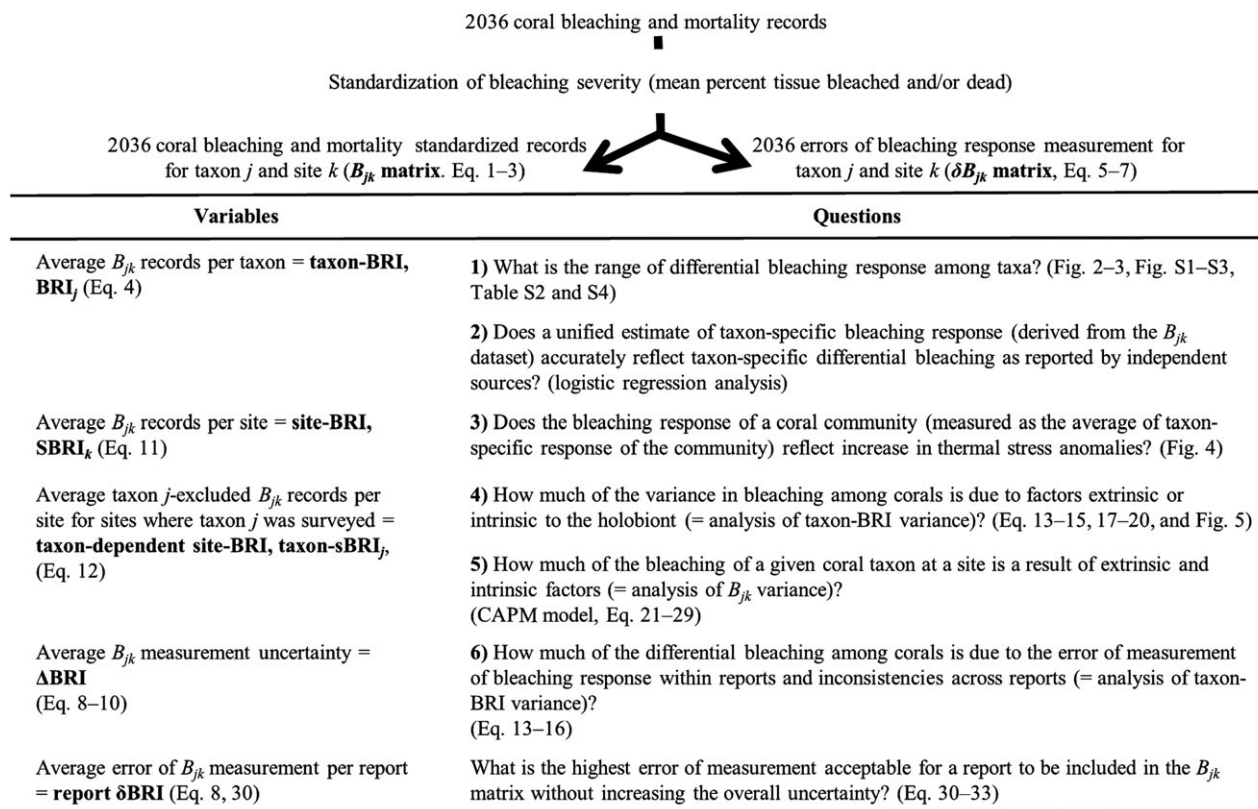 2036 coral bleaching and mortality records
Standardization of bleaching severity (mean percent tissue bleached and/or dead)
2036 coral bleaching and mortality standardized records
for taxon j and site k (Bjk matrix. Eq. 1–3)
2036 errors of bleaching response measurement for
taxon j and site k (δBjk matrix, Eq. 5–7)
Variables
Questions
Average Bjk records per taxon = taxon-BRI,
BRIj (Eq. 4)
1) What is the range of differential bleaching response among taxa? (Fig. 2–3, Fig. S1–S3,
Table S2 and S4)
2) Does a unified estimate of taxon-specific bleaching response (derived from the Bjk
dataset) accurately reflect taxon-specific differential bleaching as reported by independent
sources? (logistic regression analysis)
Average Bjk records per site = site-BRI,
SBRIk (Eq. 11)
3) Does the bleaching response of a coral community (measured as the average of taxon-
specific response of the community) reflect increase in thermal stress anomalies? (Fig. 4)
Average taxon j-excluded Bjk records per
site for sites where taxon j was surveyed =
taxon-dependent site-BRI, taxon-sBRIj,
(Eq. 12)
4) How much of the variance in bleaching among corals is due to factors extrinsic or
intrinsic to the holobiont (= analysis of taxon-BRI variance)? (Eq. 13–15, 17–20, and Fig. 5)
5) How much of the bleaching of a given coral taxon at a site is a result of extrinsic and
intrinsic factors (= analysis of Bjk variance)?
(CAPM model, Eq. 21–29)
Average Bjk measurement uncertainty =
ΔBRI
(Eq. 8–10)
6) How much of the differential bleaching among corals is due to the error of measurement
of bleaching response within reports and inconsistencies across reports (= analysis of taxon-
BRI variance)?
(Eq. 13–16)
Average error of Bjk measurement per report
= report δBRI (Eq. 8, 30)
What is the highest error of measurement acceptable for a report to be included in the Bjk
matrix without increasing the overall uncertainty? (Eq. 30–33)